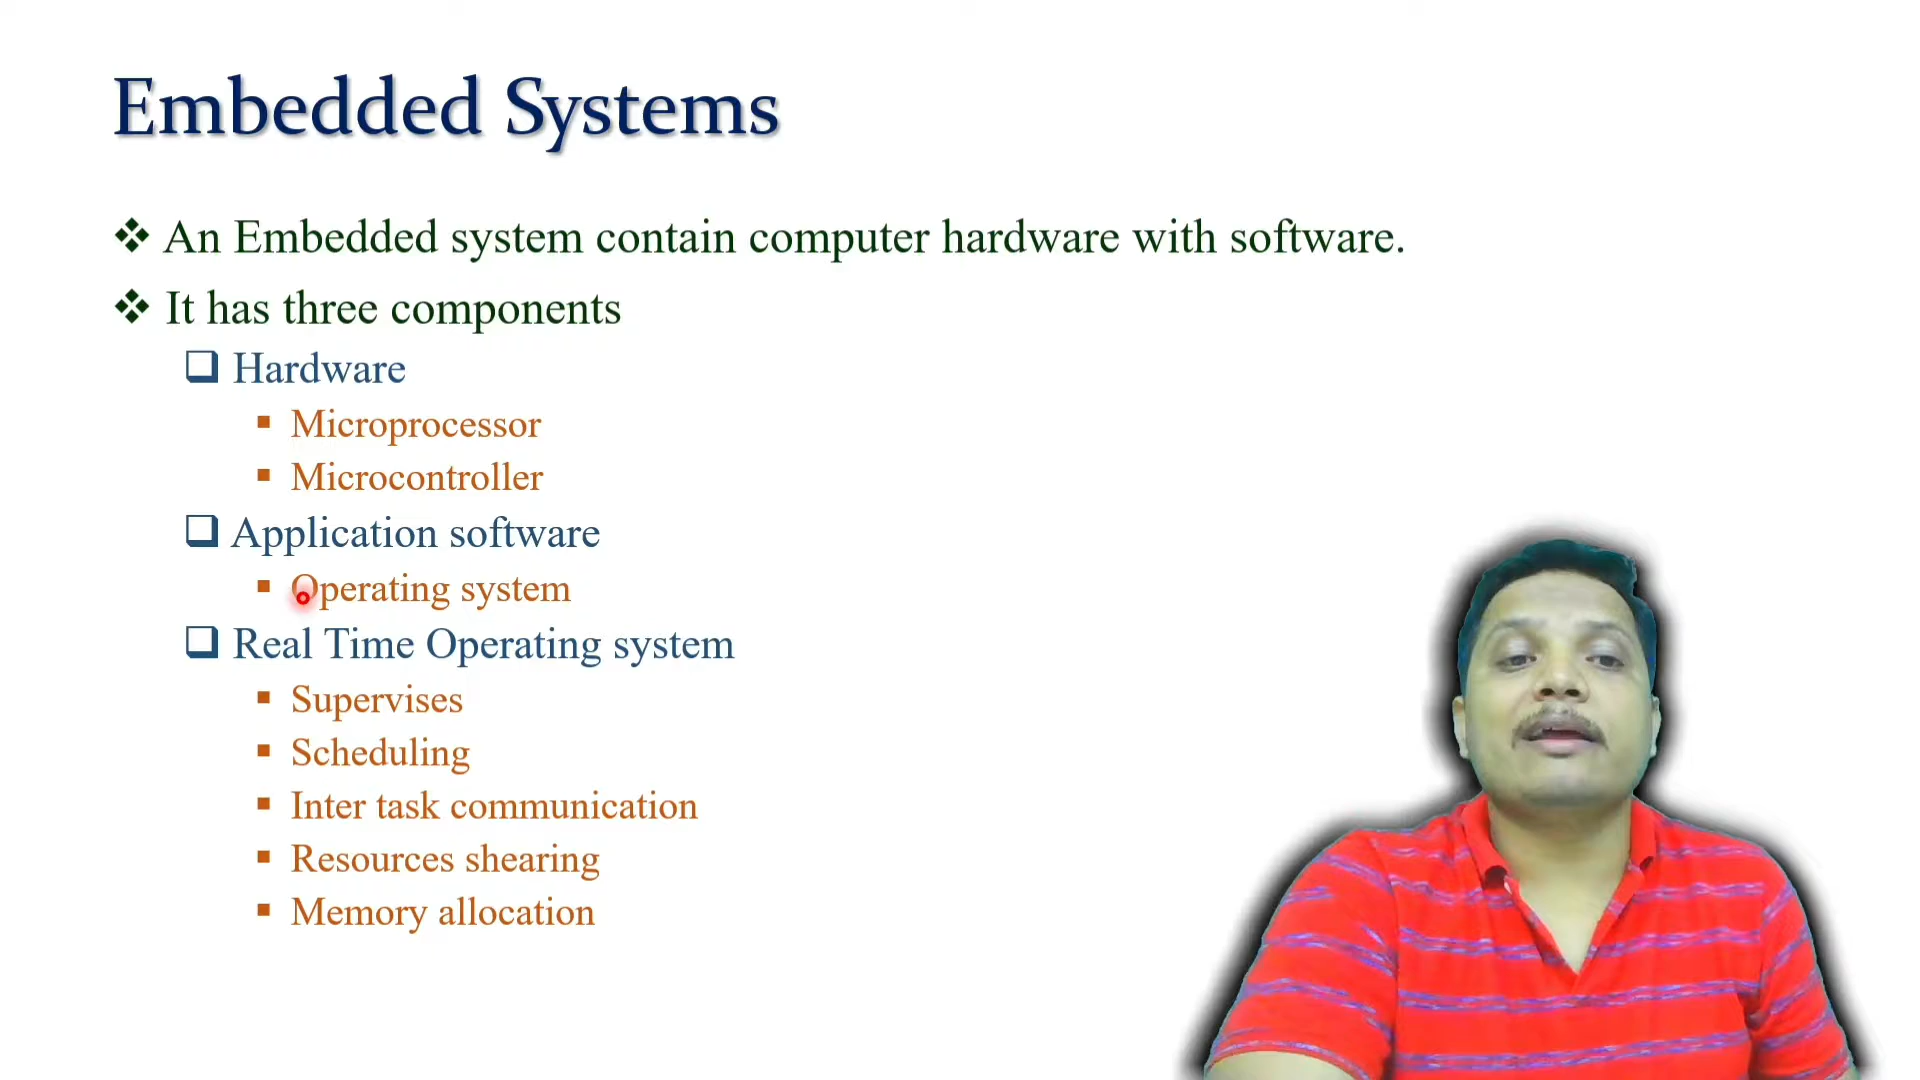 Embedded Systems
An Embedded system contain computer hardware with software.
It has three components
Hardware
Microprocessor
Microcontroller
Application software
Operating system
Real Time Operating system
Supervises
Scheduling
Inter task communication
Resources shearing
Memory allocation